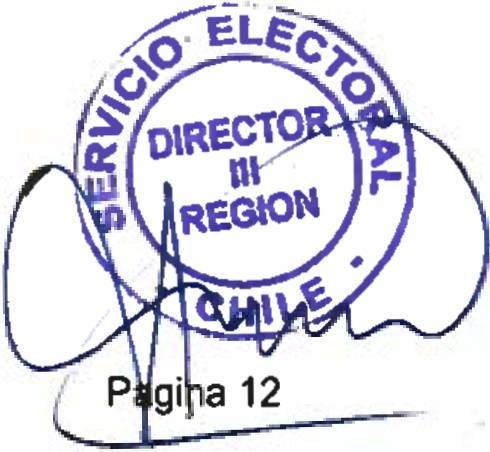 SERVICIO ELECTORAL
DIRECTOR
III
REGION
CHILE
Pagina 12